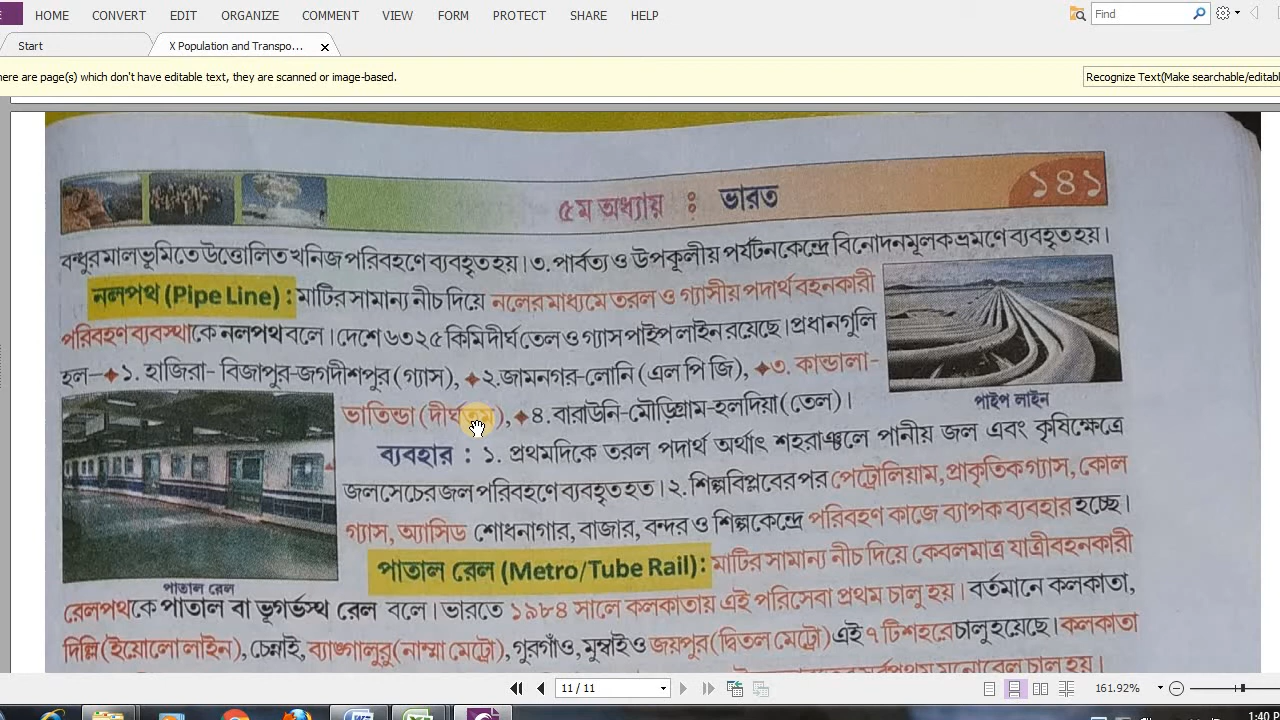 HOME CONVERT EDIT ORGANIZE COMMENT VIEW FORM PROTECT SHARE HELP
Find
Start
X Population and Transpo...
here are page(s) which don't have editable text, they are scanned or image-based.
Recognize Text(Make searchable/editabl
৫ম অধ্যায় : ভারত
১৪১
বন্ধুর মালভূমিতে উত্তোলিত খনিজ পরিবহণে ব্যবহৃত হয়। ৩. পার্বত্য ও উপকূলীয় পর্যটনকেন্দ্রে বিনোদনমূলক ভ্রমণে ব্যবহৃত হয়।
নলপথ (Pipe Line) : মাটির সামান্য নীচ দিয়ে নলের মাধ্যমে তরল ও গ্যাসীয় পদার্থ বহনকারী
পরিবহণ ব্যবস্থাকে নলপথ বলে। দেশে ৬৩২৫ কিমি দীর্ঘ তেল ও গ্যাস পাইপ লাইন রয়েছে। প্রধানগুলি
হল—✦১. হাজিরা- বিজাপুর-জগদীশপুর (গ্যাস), ✦২. জামনগর-লোনি (এল পি জি), ✦৩. কান্ডালা-
ভাতিন্ডা (দীর্ঘতম), ✦৪. বারাউনি-মৌড়িগ্রাম-হলদিয়া (তেল)।
পাইপ লাইন
ব্যবহার : ১. প্রথমদিকে তরল পদার্থ অর্থাৎ শহরাঞ্চলে পানীয় জল এবং কৃষিক্ষেত্রে
জলসেচের জল পরিবহণে ব্যবহৃত হত। ২. শিল্পবিপ্লবের পর পেট্রোলিয়াম, প্রাকৃতিক গ্যাস, কোল
গ্যাস, অ্যাসিড শোধনাগার, বাজার, বন্দর ও শিল্পকেন্দ্রে পরিবহণ কাজে ব্যাপক ব্যবহার হচ্ছে।
পাতাল রেল (Metro/Tube Rail): মাটির সামান্য নীচ দিয়ে কেবলমাত্র যাত্রীবহনকারী
পাতাল রেল
রেলপথকে পাতাল বা ভূগর্ভস্থ রেল বলে। ভারতে ১৯৮৪ সালে কলকাতায় এই পরিসেবা প্রথম চালু হয়। বর্তমানে কলকাতা,
দিল্লি (ইয়োলো লাইন), চেন্নাই, ব্যাঙ্গালুরু (নাম্মা মেট্রো), গুরগাঁও, মুম্বাই ও জয়পুর (দ্বিতল মেট্রো) এই ৭ টি শহরে চালু হয়েছে। কলকাতা
11 / 11
161.92%
1:40 P